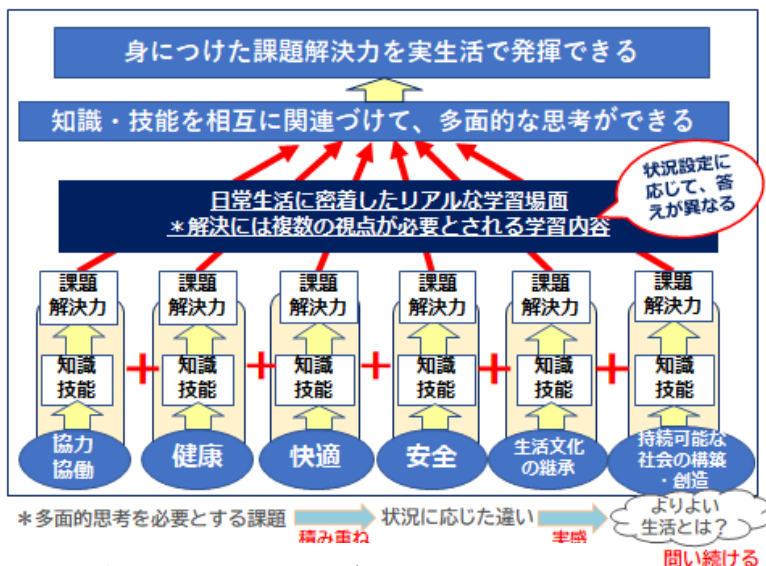 身につけた課題解決力を実生活で発揮できる
知識・技能を相互に関連づけて、多面的な思考ができる
状況設定に
応じて、答
えが異なる
日常生活に密着したリアルな学習場面
＊解決には複数の視点が必要とされる学習内容
課題
解決力
課題
解決力
課題
解決力
課題
解決力
課題
解決力
課題
解決力
知識
技能
+
知識
技能
+
知識
技能
+
知識
技能
+
知識
技能
+
知識
技能
協力
協働
健康
快適
安全
生活文化
の継承
持続可能な
社会の構築
・創造
＊多面的思考を必要とする課題
積み重ね
状況に応じた違い
実感
よりよい
生活とは？
問い続ける